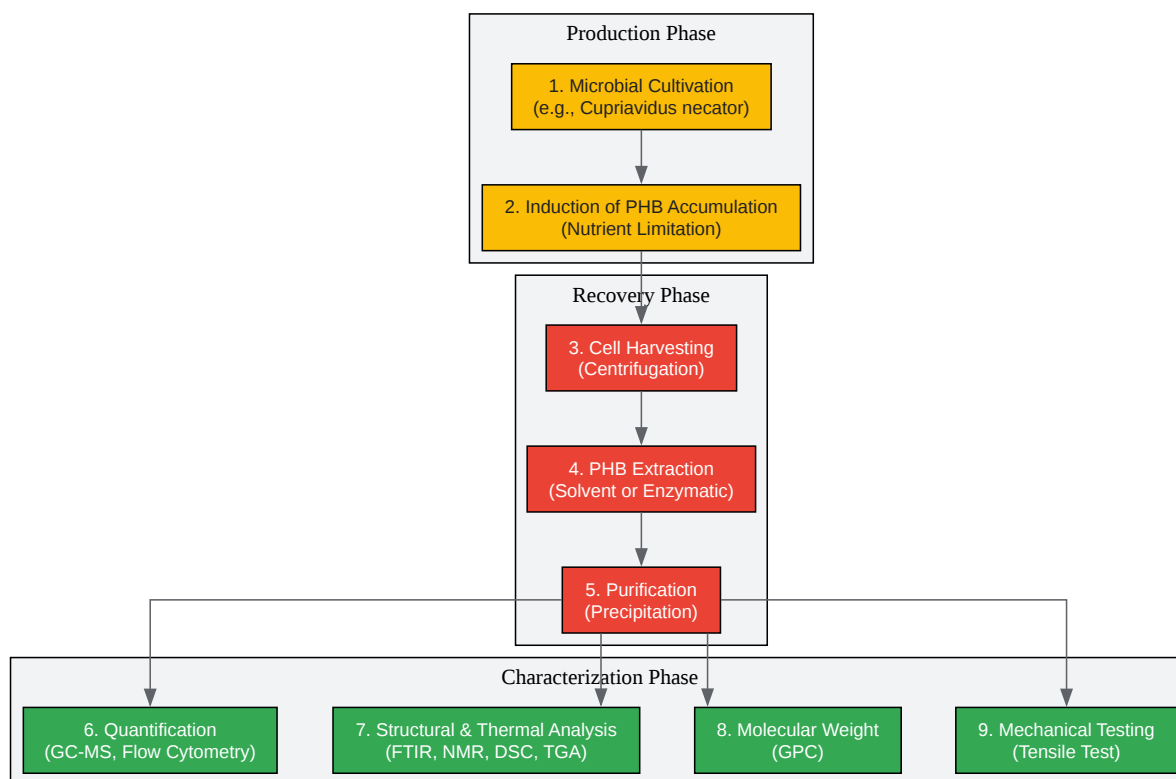 Production Phase
1. Microbial Cultivation
(e.g., Cupriavidus necator)
2. Induction of PHB Accumulation
(Nutrient Limitation)
Recovery Phase
3. Cell Harvesting
(Centrifugation)
4. PHB Extraction
(Solvent or Enzymatic)
5. Purification
(Precipitation)
Characterization Phase
6. Quantification
(GC-MS, Flow Cytometry)
7. Structural & Thermal Analysis
(FTIR, NMR, DSC, TGA)
8. Molecular Weight
(GPC)
9. Mechanical Testing
(Tensile Test)